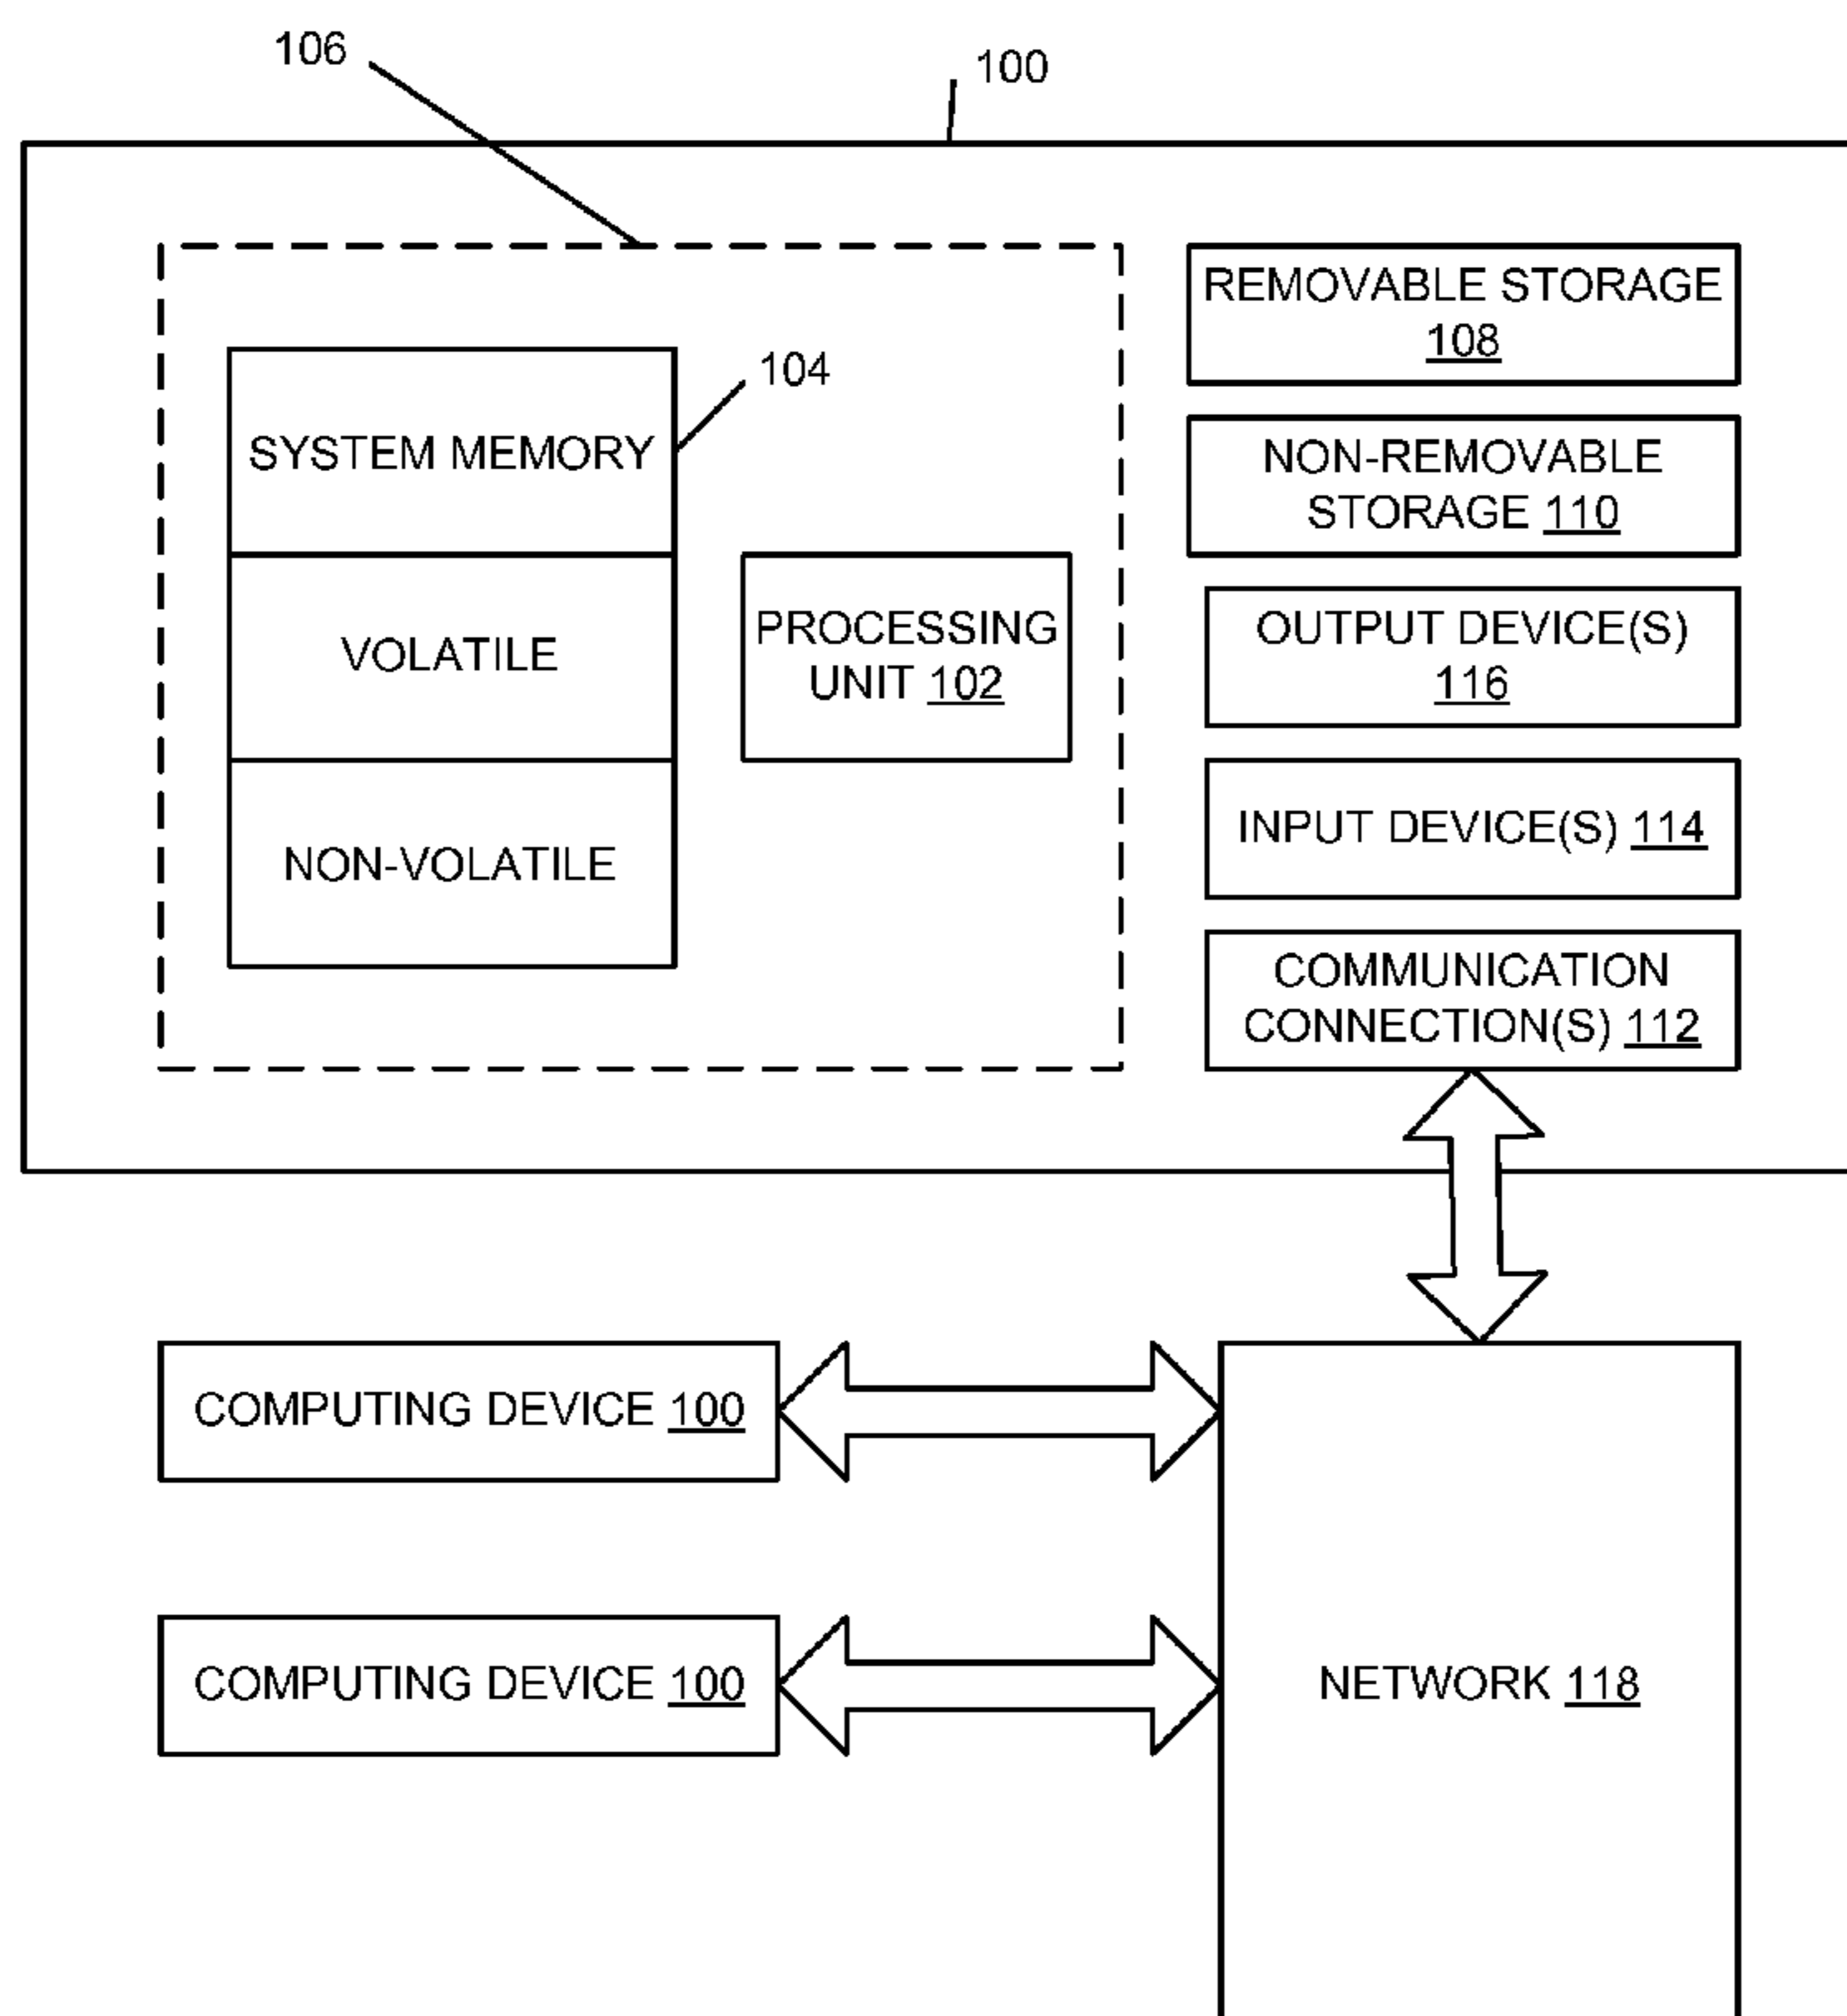 106
100
REMOVABLE STORAGE
108
104
SYSTEM MEMORY
NON-REMOVABLE
STORAGE 110
VOLATILE
PROCESSING
UNIT 102
OUTPUT DEVICE(S)
116
NON-VOLATILE
INPUT DEVICE(S) 114
COMMUNICATION
CONNECTION(S) 112
COMPUTING DEVICE 100
COMPUTING DEVICE 100
NETWORK 118